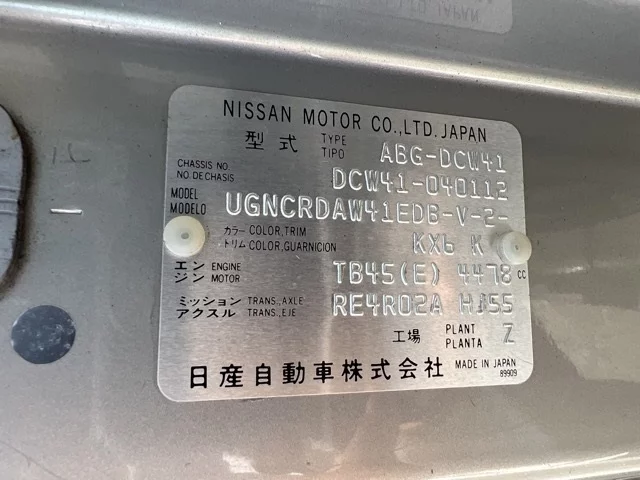 NISSAN MOTOR CO.,LTD. JAPAN
型式 TYPE TIPO ABG-DCW41
CHASSIS NO. NO. DE CHASIS DCW41-040112
MODEL MODELO UGNCRDAW41EDB-V-2-
カラー COLOR,TRIM トリム COLOR,GUARNICION KX6 K
エンジン ENGINE MOTOR TB45(E) 4478 cc
ミッション TRANS.,AXLE アクスル TRANS.,EJE RE4R02A HJ55
工場 PLANT PLANTA Z
日産自動車株式会社 MADE IN JAPAN
89909